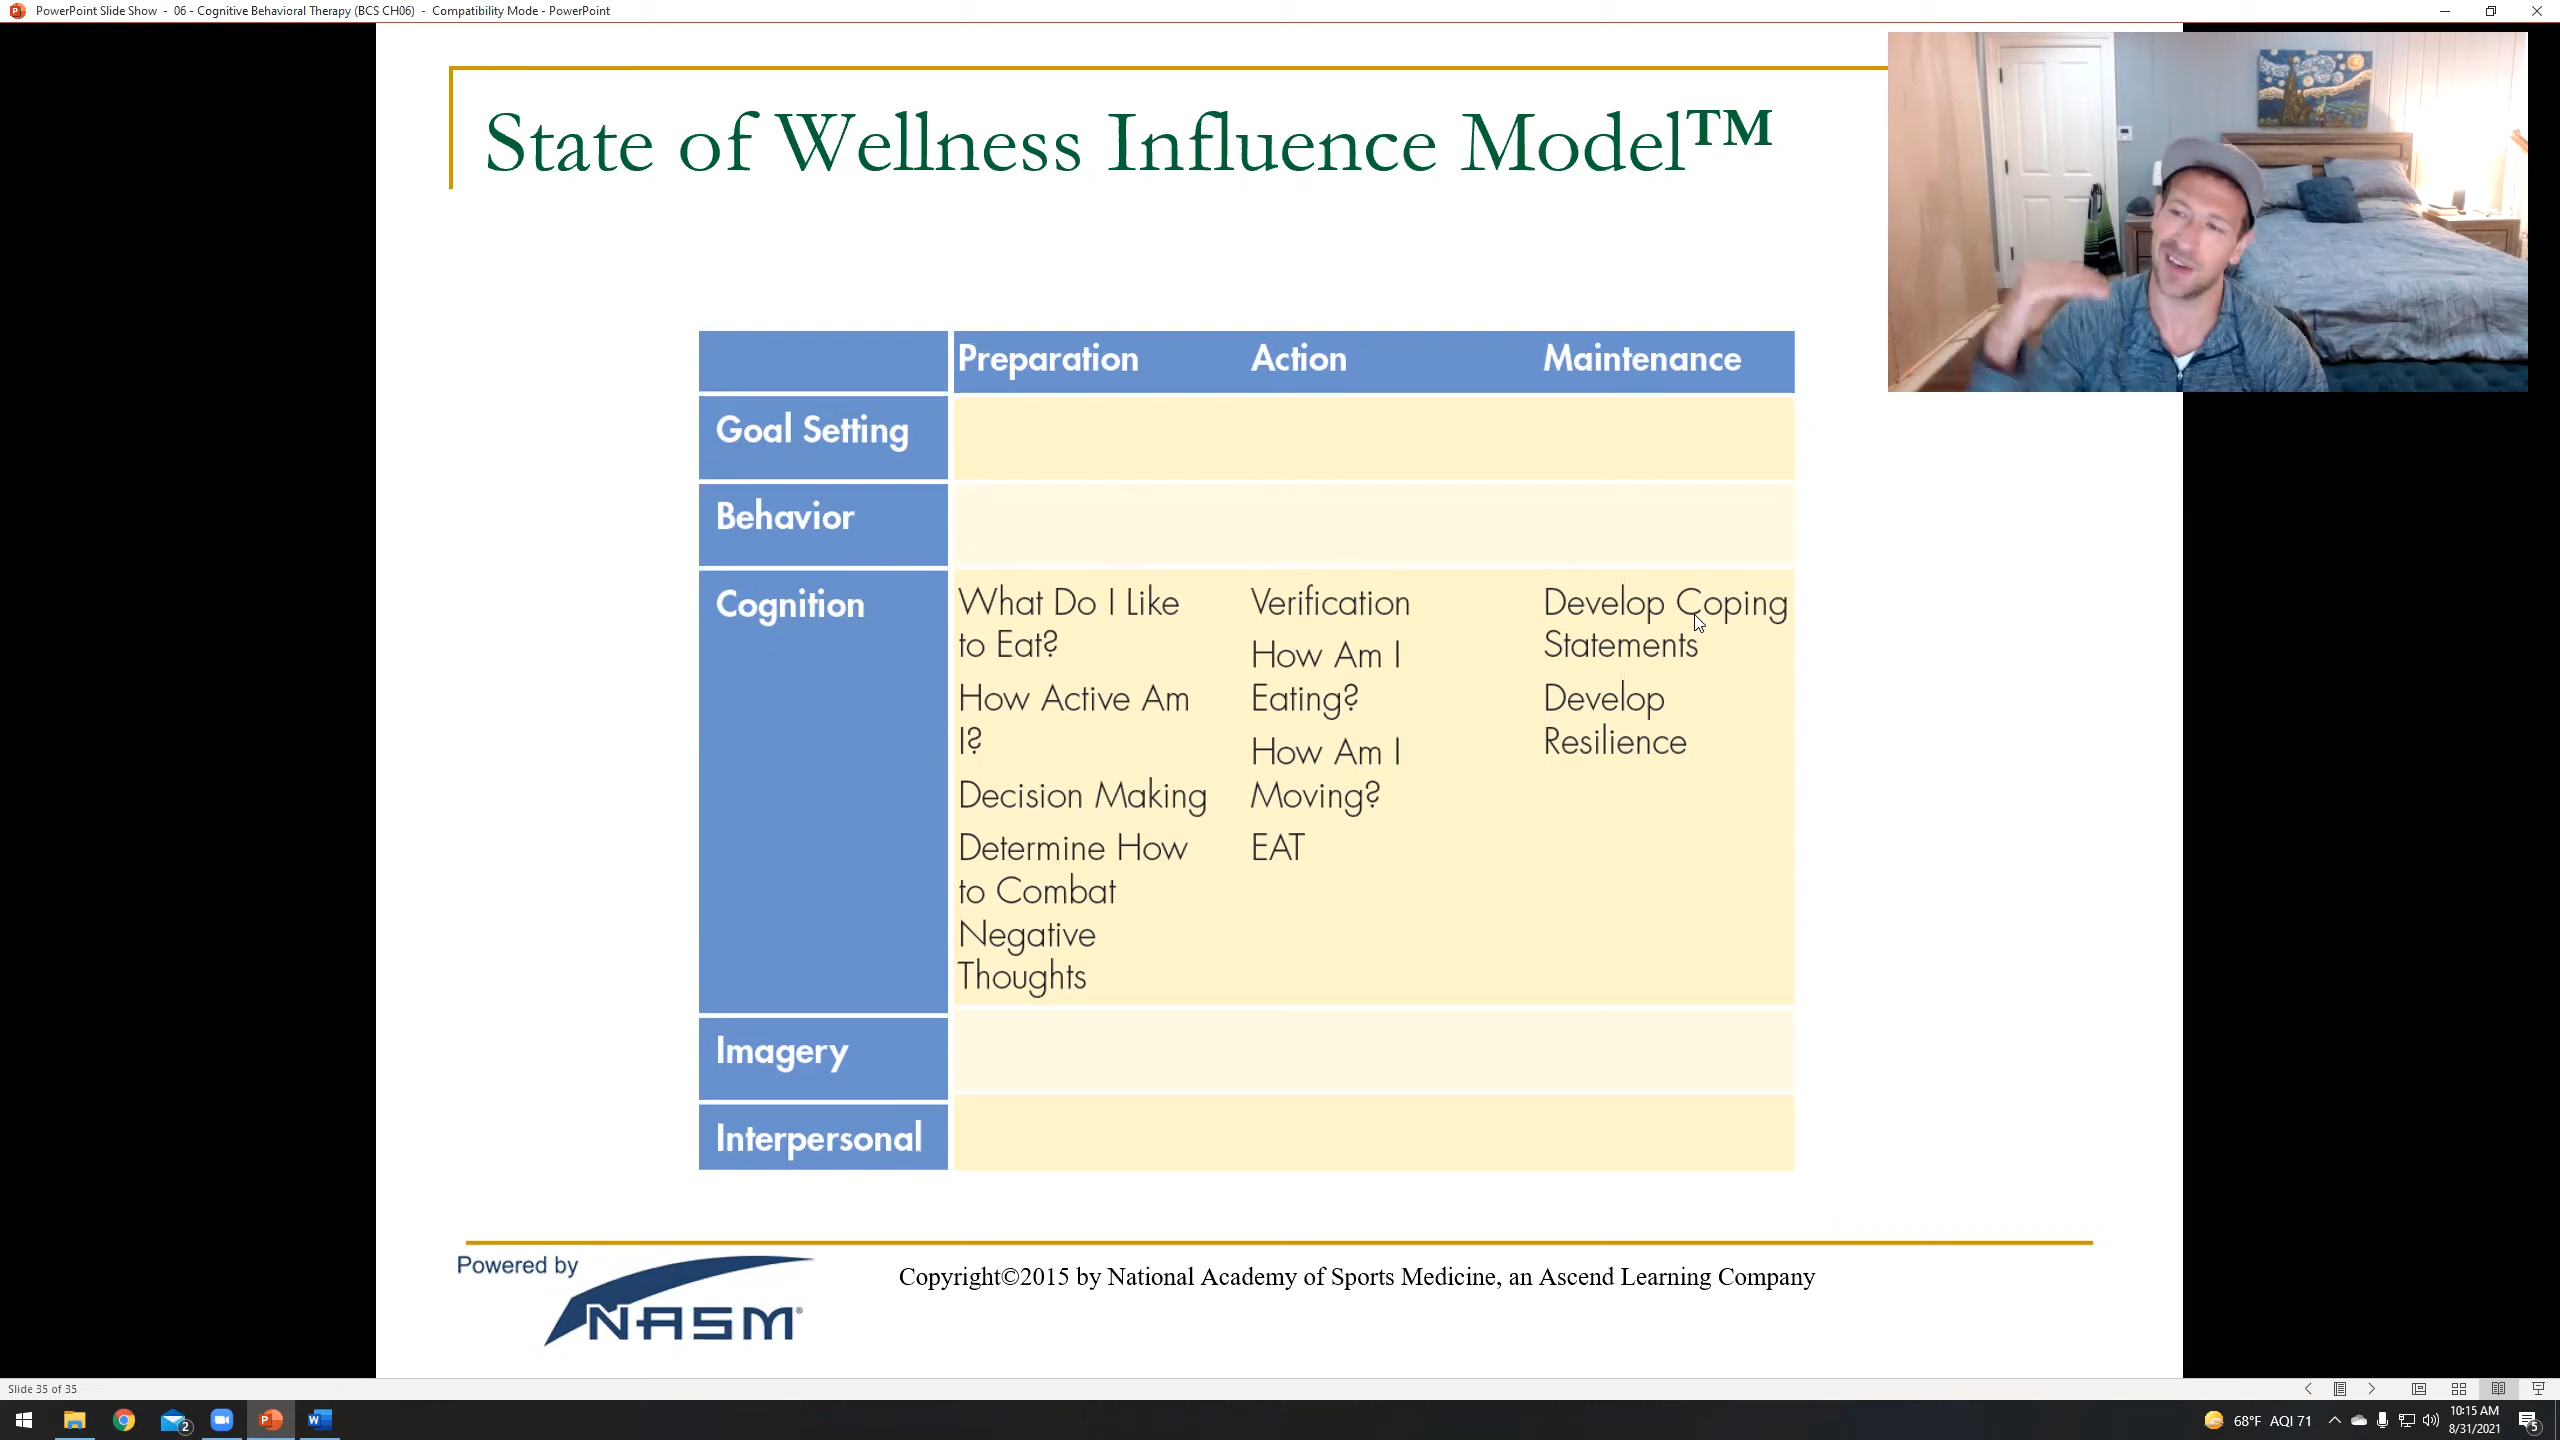 PowerPoint Slide Show - 06 - Cognitive Behavioral Therapy (BCS CH06) - Compatibility Mode - PowerPoint
State of Wellness Influence Model™
Preparation Action Maintenance
Goal Setting
Behavior
Cognition
What Do I Like
to Eat?
How Active Am
I?
Decision Making
Determine How
to Combat
Negative
Thoughts
Verification
How Am I
Eating?
How Am I
Moving?
EAT
Develop Coping
Statements
Develop
Resilience
Imagery
Interpersonal
Powered by
NASM®
Copyright©2015 by National Academy of Sports Medicine, an Ascend Learning Company
Slide 35 of 35
2
68°F AQI 71
10:15 AM
8/31/2021
5